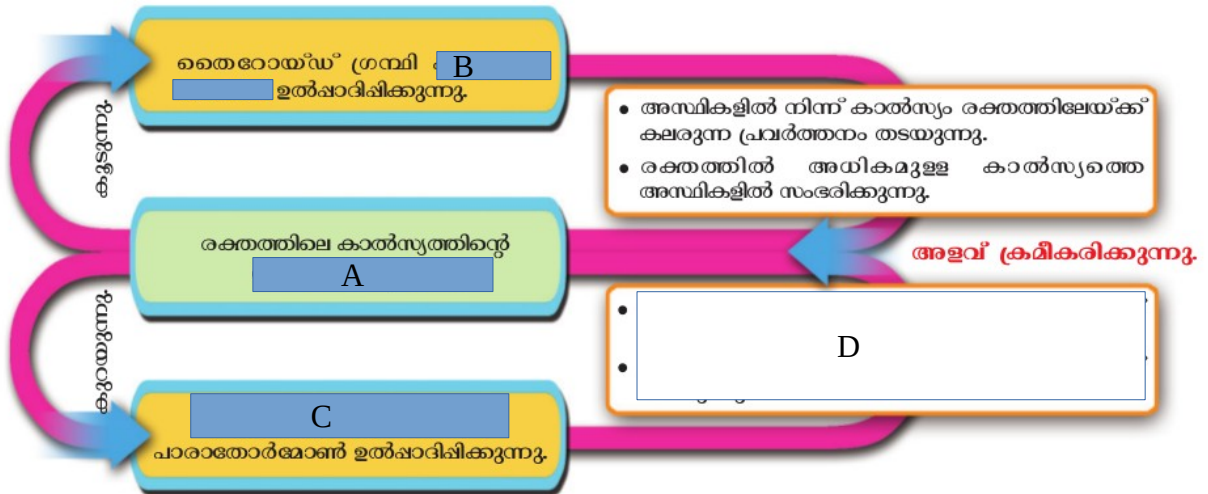 തൈറോയ്ഡ് ഗ്രന്ഥി B
ഉൽപ്പാദിപ്പിക്കുന്നു.
കൂടുമ്പോൾ
• അസ്ഥികളിൽ നിന്ന് കാൽസ്യം രക്തത്തിലേയ്ക്ക്
കലരുന്ന പ്രവർത്തനം തടയുന്നു.
• രക്തത്തിൽ അധികമുള്ള കാൽസ്യത്തെ
അസ്ഥികളിൽ സംഭരിക്കുന്നു.
രക്തത്തിലെ കാൽസ്യത്തിന്റെ
A
അളവ് ക്രമീകരിക്കുന്നു.
കുറയുമ്പോൾ
D
C
പാരാതോർമോൺ ഉൽപ്പാദിപ്പിക്കുന്നു.